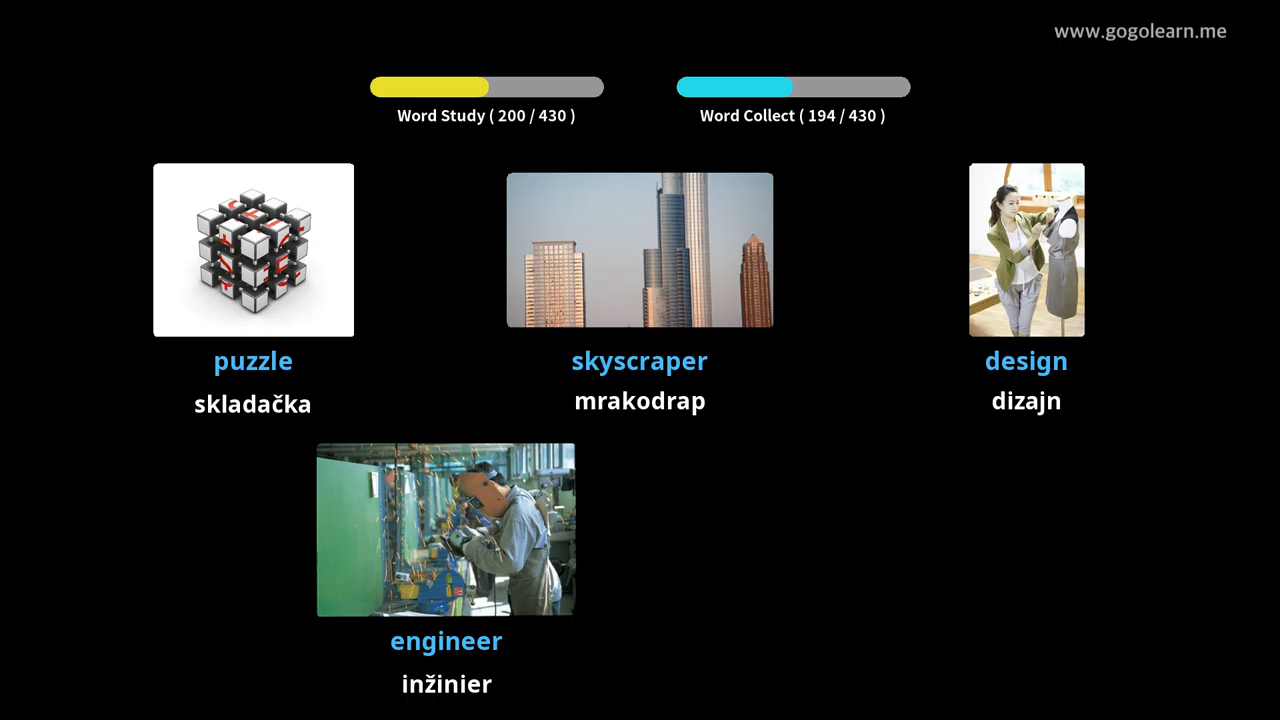 www.gogolearn.me
Word Study ( 200 / 430 )
Word Collect ( 194 / 430 )
puzzle
skladačka
skyscraper
mrakodrap
design
dizajn
engineer
inžinier